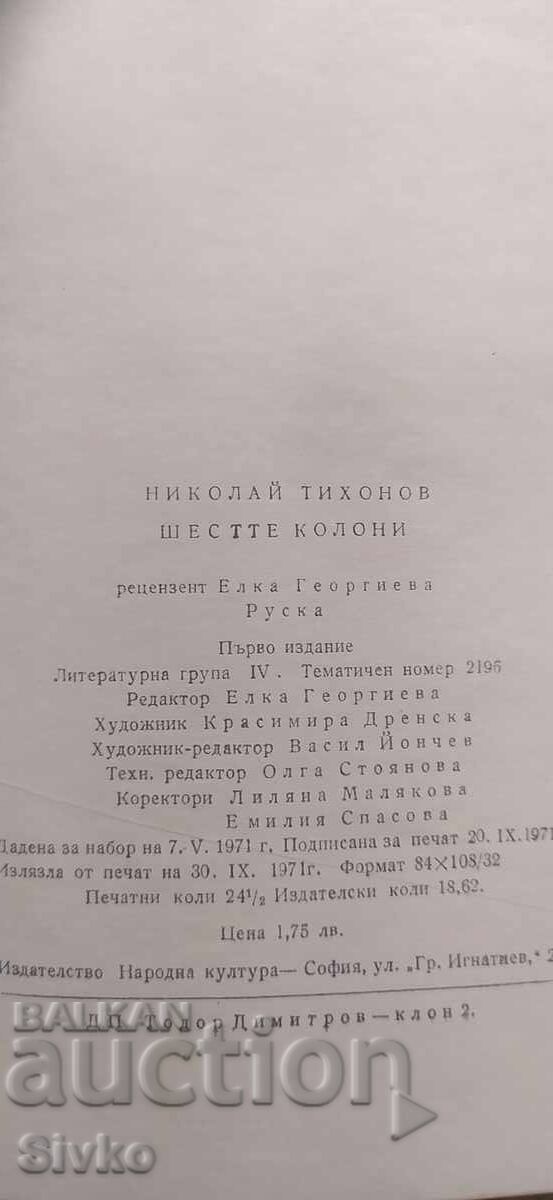 НИКОЛАЙ ТИХОНОВ
ШЕСТТЕ КОЛОНИ
рецензент Елка Георгиева
Руска
Първо издание
Литературна група IV. Тематичен номер 2196
Редактор Елка Георгиева
Художник Красимира Дренска
Художник-редактор Васил Йончев
Техн. редактор Олга Стоянова
Коректори Лиляна Малякова
Емилия Спасова
Дадена за набор на 7. V. 1971 г. Подписана за печат 20. IX. 1971
Излязла от печат на 30. IX. 1971г. Формат 84×108/32
Печатни коли 24¹/₂ Издателски коли 18,62.
Цена 1,75 лв.
Издателство Народна култура — София, ул. „Гр. Игнатиев,“ 2
ДП Тодор Димитров — клон 2.
BALKAN
auction
Sivko